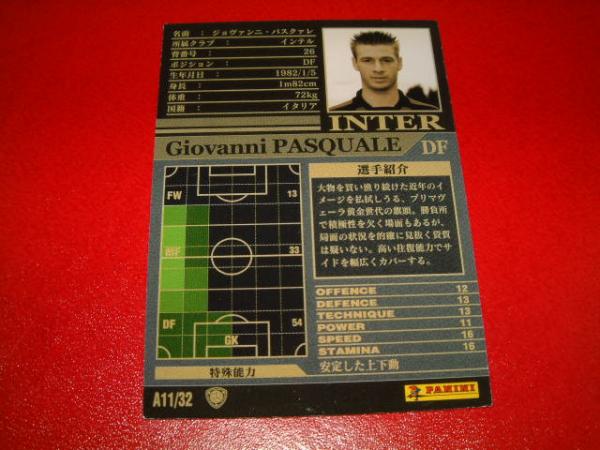 名前 : ジョヴァンニ・パスクァレ
所属クラブ : インテル
背番号 : 26
ポジション : DF
生年月日 : 1982/1/5
身長 : 1m82cm
体重 : 72kg
国籍 : イタリア
INTER
Giovanni PASQUALE DF
FW 13
MF 33
DF 54
GK
特殊能力
選手紹介
大物を買い漁り続けた近年のイ
メージを払拭しうる、プリマヴ
ェーラ黄金世代の旗頭。勝負所
で積極性を欠く場面もあるが、
局面の状況を的確に見抜く資質
は疑いない。高い往復能力でサ
イドを幅広くカバーする。
OFFENCE 12
DEFENCE 13
TECHNIQUE 13
POWER 11
SPEED 16
STAMINA 16
安定した上下動
A11/32
PANINI